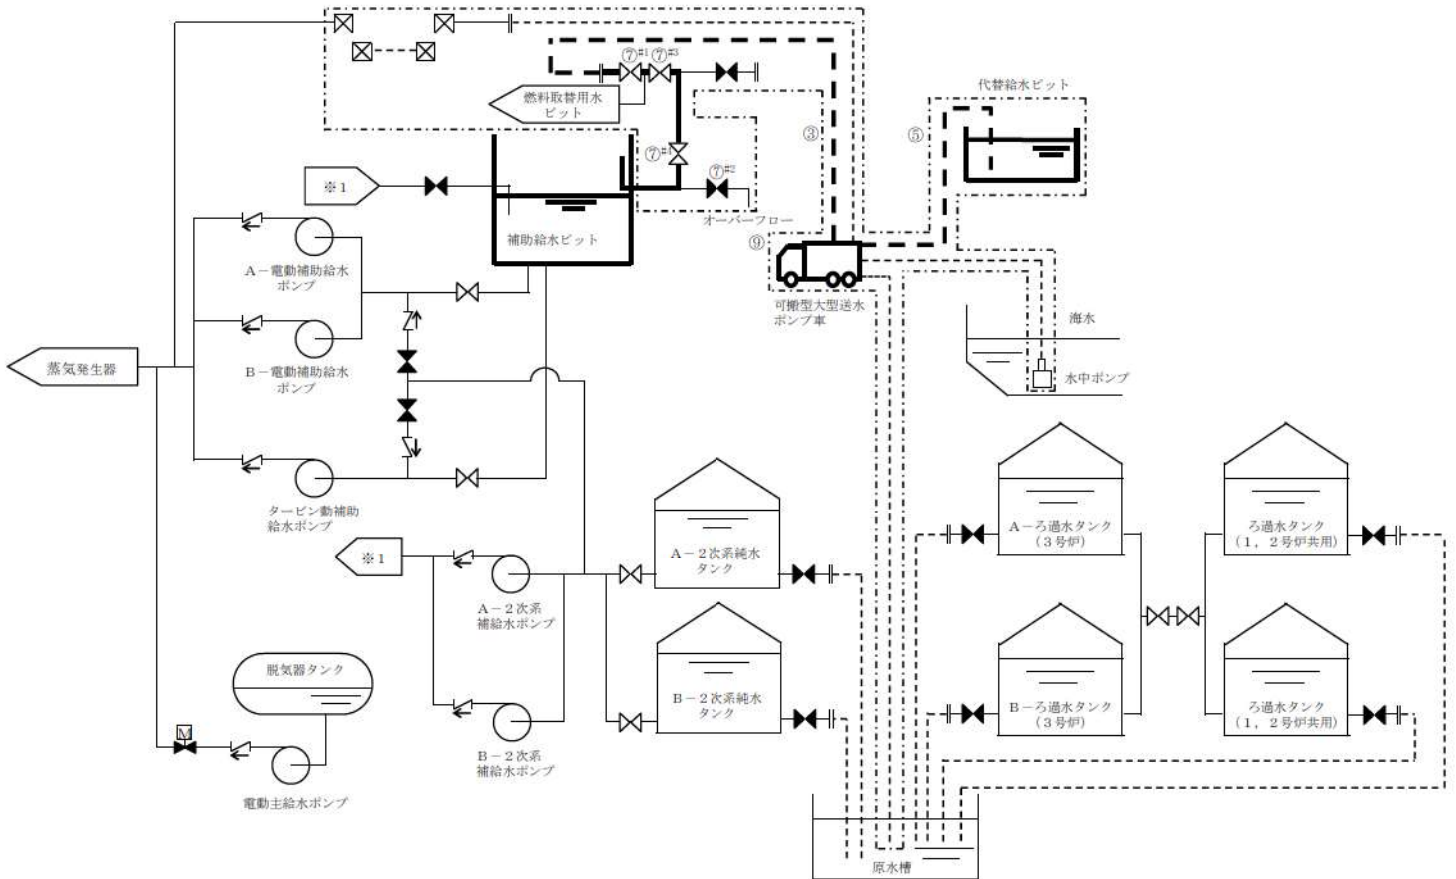 ⑦#1
⑦#3
燃料取替用水
ピット
代替給水ピット
③
⑤
⑦#4
⑦#2
※1
オーバーフロー
補助給水ピット
⑨
A-電動補助給水
ポンプ
可搬型大型送水
ポンプ車
海水
B-電動補助給水
ポンプ
蒸気発生器
水中ポンプ
タービン動補助
給水ポンプ
A-ろ過水タンク
(3号炉)
ろ過水タンク
(1,2号炉共用)
※1
A-2次系純水
タンク
A-2次系
補給水ポンプ
脱気器タンク
B-2次系純水
タンク
B-ろ過水タンク
(3号炉)
ろ過水タンク
(1,2号炉共用)
M
B-2次系
補給水ポンプ
電動主給水ポンプ
原水槽